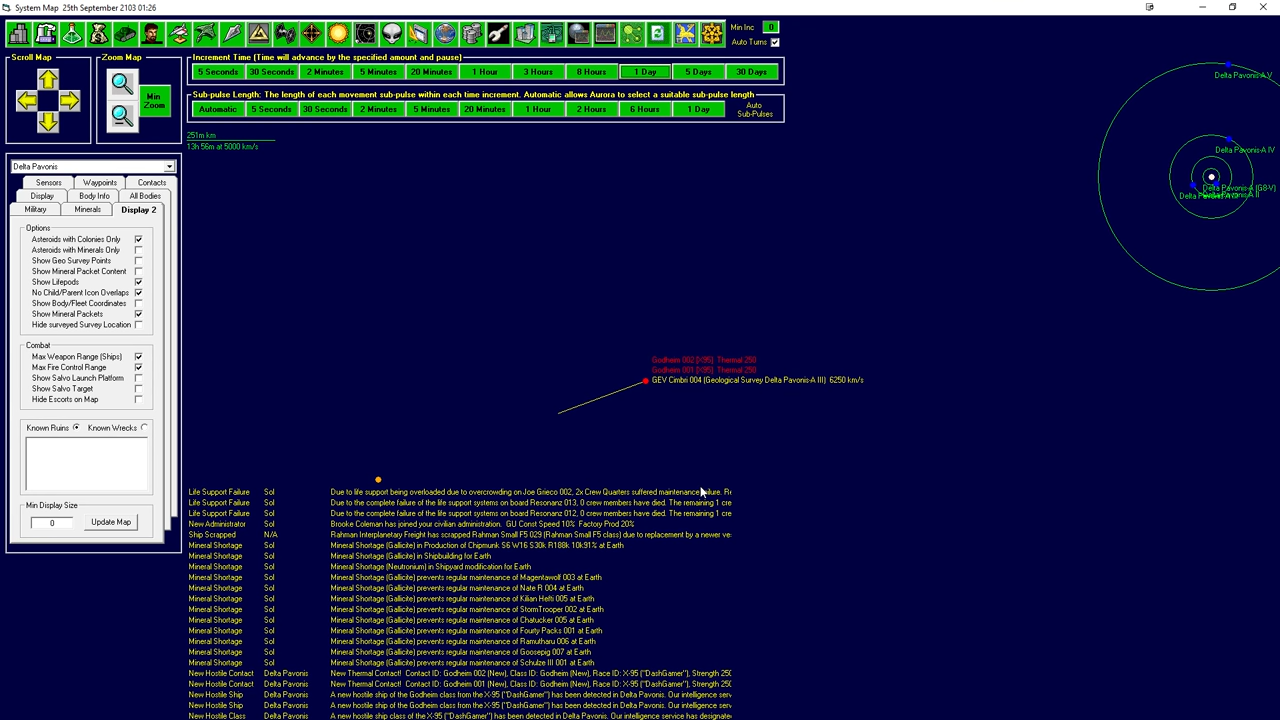 System Map 25th September 2103 01:26
Min Inc 0
Auto Turns
Scroll Map
Zoom Map
Min Zoom
Increment Time (Time will advance by the specified amount and pause)
5 Seconds 30 Seconds 2 Minutes 5 Minutes 20 Minutes 1 Hour 3 Hours 8 Hours 1 Day 5 Days 30 Days
Sub-pulse Length: The length of each movement sub-pulse within each time increment. Automatic allows Aurora to select a suitable sub-pulse length
Automatic 5 Seconds 30 Seconds 2 Minutes 5 Minutes 20 Minutes 1 Hour 2 Hours 6 Hours 1 Day Auto Sub-Pulses
251m km
13h 56m at 5000 km/s
Delta Pavonis
Sensors Waypoints Contacts
Display Body Info All Bodies
Military Minerals Display 2
Options
Asteroids with Colonies Only
Asteroids with Minerals Only
Show Geo Survey Points
Show Mineral Packet Content
Show Lifepods
No Child/Parent Icon Overlaps
Show Body/Fleet Coordinates
Show Mineral Packets
Hide surveyed Survey Location
Combat
Max Weapon Range (Ships)
Max Fire Control Range
Show Salvo Launch Platform
Show Salvo Target
Hide Escorts on Map
Known Ruins Known Wrecks
Min Display Size
0 Update Map
Delta Pavonis-A V
Delta Pavonis-A IV
Delta Pavonis-A (G8-V)
Godheim 002 [X95] Thermal 250
Godheim 001 [X95] Thermal 250
GEV Cimbri 004 (Geological Survey Delta Pavonis-A III) 6250 km/s
Life Support Failure Sol Due to life support being overloaded due to overcrowding on Joe Grieco 002, 2x Crew Quarters suffered maintenance failure. Re
Life Support Failure Sol Due to the complete failure of the life support systems on board Resonanz 013, 0 crew members have died. The remaining 1 cre
Life Support Failure Sol Due to the complete failure of the life support systems on board Resonanz 012, 0 crew members have died. The remaining 1 cre
New Administrator Sol Brooke Coleman has joined your civilian administration. GU Const Speed 10% Factory Prod 20%
Ship Scrapped N/A Rahman Interplanetary Freight has scrapped Rahman Small F5 029 (Rahman Small F5 class) due to replacement by a newer ve
Mineral Shortage Sol Mineral Shortage (Gallicite) in Production of Chipmunk S6 W16 S30k R188k 10k91% at Earth
Mineral Shortage Sol Mineral Shortage (Gallicite) in Shipbuilding for Earth
Mineral Shortage Sol Mineral Shortage (Neutronium) in Shipyard modification for Earth
Mineral Shortage Sol Mineral Shortage (Gallicite) prevents regular maintenance of Magentawolf 003 at Earth
Mineral Shortage Sol Mineral Shortage (Gallicite) prevents regular maintenance of Nate R 004 at Earth
Mineral Shortage Sol Mineral Shortage (Gallicite) prevents regular maintenance of Kilian Hefti 005 at Earth
Mineral Shortage Sol Mineral Shortage (Gallicite) prevents regular maintenance of StormTrooper 002 at Earth
Mineral Shortage Sol Mineral Shortage (Gallicite) prevents regular maintenance of Chatucker 005 at Earth
Mineral Shortage Sol Mineral Shortage (Gallicite) prevents regular maintenance of Fourty Packs 001 at Earth
Mineral Shortage Sol Mineral Shortage (Gallicite) prevents regular maintenance of Ramutharu 006 at Earth
Mineral Shortage Sol Mineral Shortage (Gallicite) prevents regular maintenance of Goosepig 007 at Earth
Mineral Shortage Sol Mineral Shortage (Gallicite) prevents regular maintenance of Schulze III 001 at Earth
New Hostile Contact Delta Pavonis New Thermal Contact! Contact ID: Godheim 002 (New), Class ID: Godheim (New), Race ID: X-95 ("DashGamer"), Strength 250
New Hostile Contact Delta Pavonis New Thermal Contact! Contact ID: Godheim 001 (New), Class ID: Godheim (New), Race ID: X-95 ("DashGamer"), Strength 250
New Hostile Ship Delta Pavonis A new hostile ship of the Godheim class from the X-95 ("DashGamer") has been detected in Delta Pavonis. Our intelligence serv
New Hostile Ship Delta Pavonis A new hostile ship of the Godheim class from the X-95 ("DashGamer") has been detected in Delta Pavonis. Our intelligence serv
New Hostile Class Delta Pavonis A new hostile ship class of the X-95 ("DashGamer") has been detected in Delta Pavonis. Our intelligence service has designate